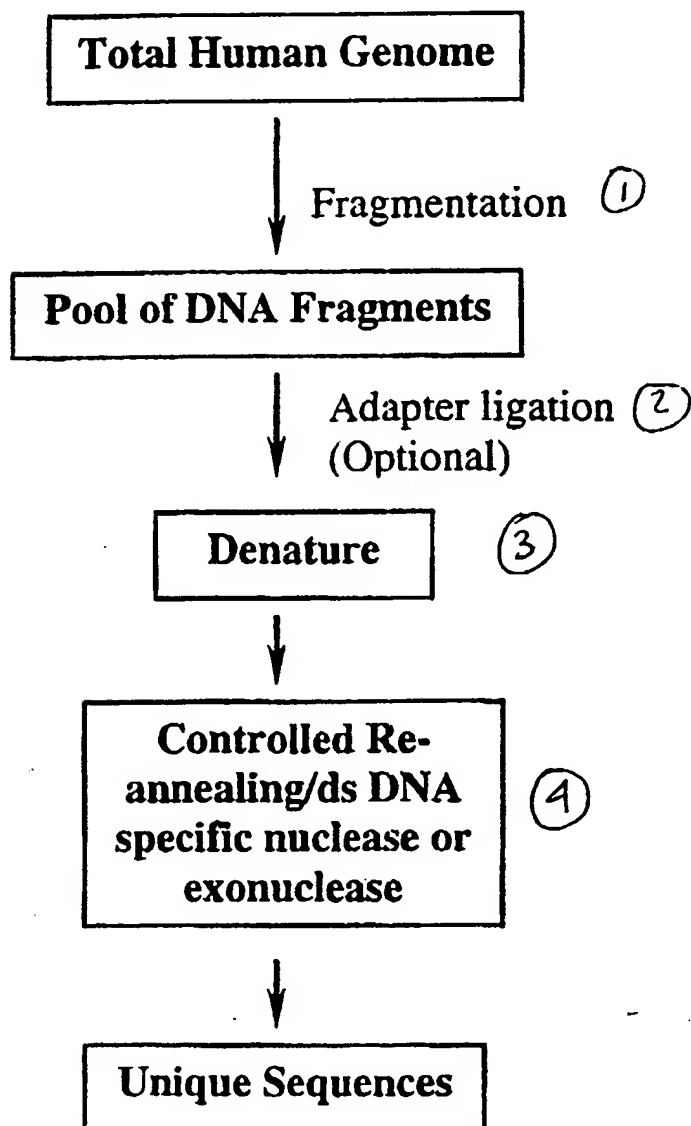 Total Human Genome
Fragmentation ①
Pool of DNA Fragments
Adapter ligation ②
(Optional)
Denature ③
Controlled Re-
annealing/ds DNA
specific nuclease or
exonuclease
④
Unique Sequences